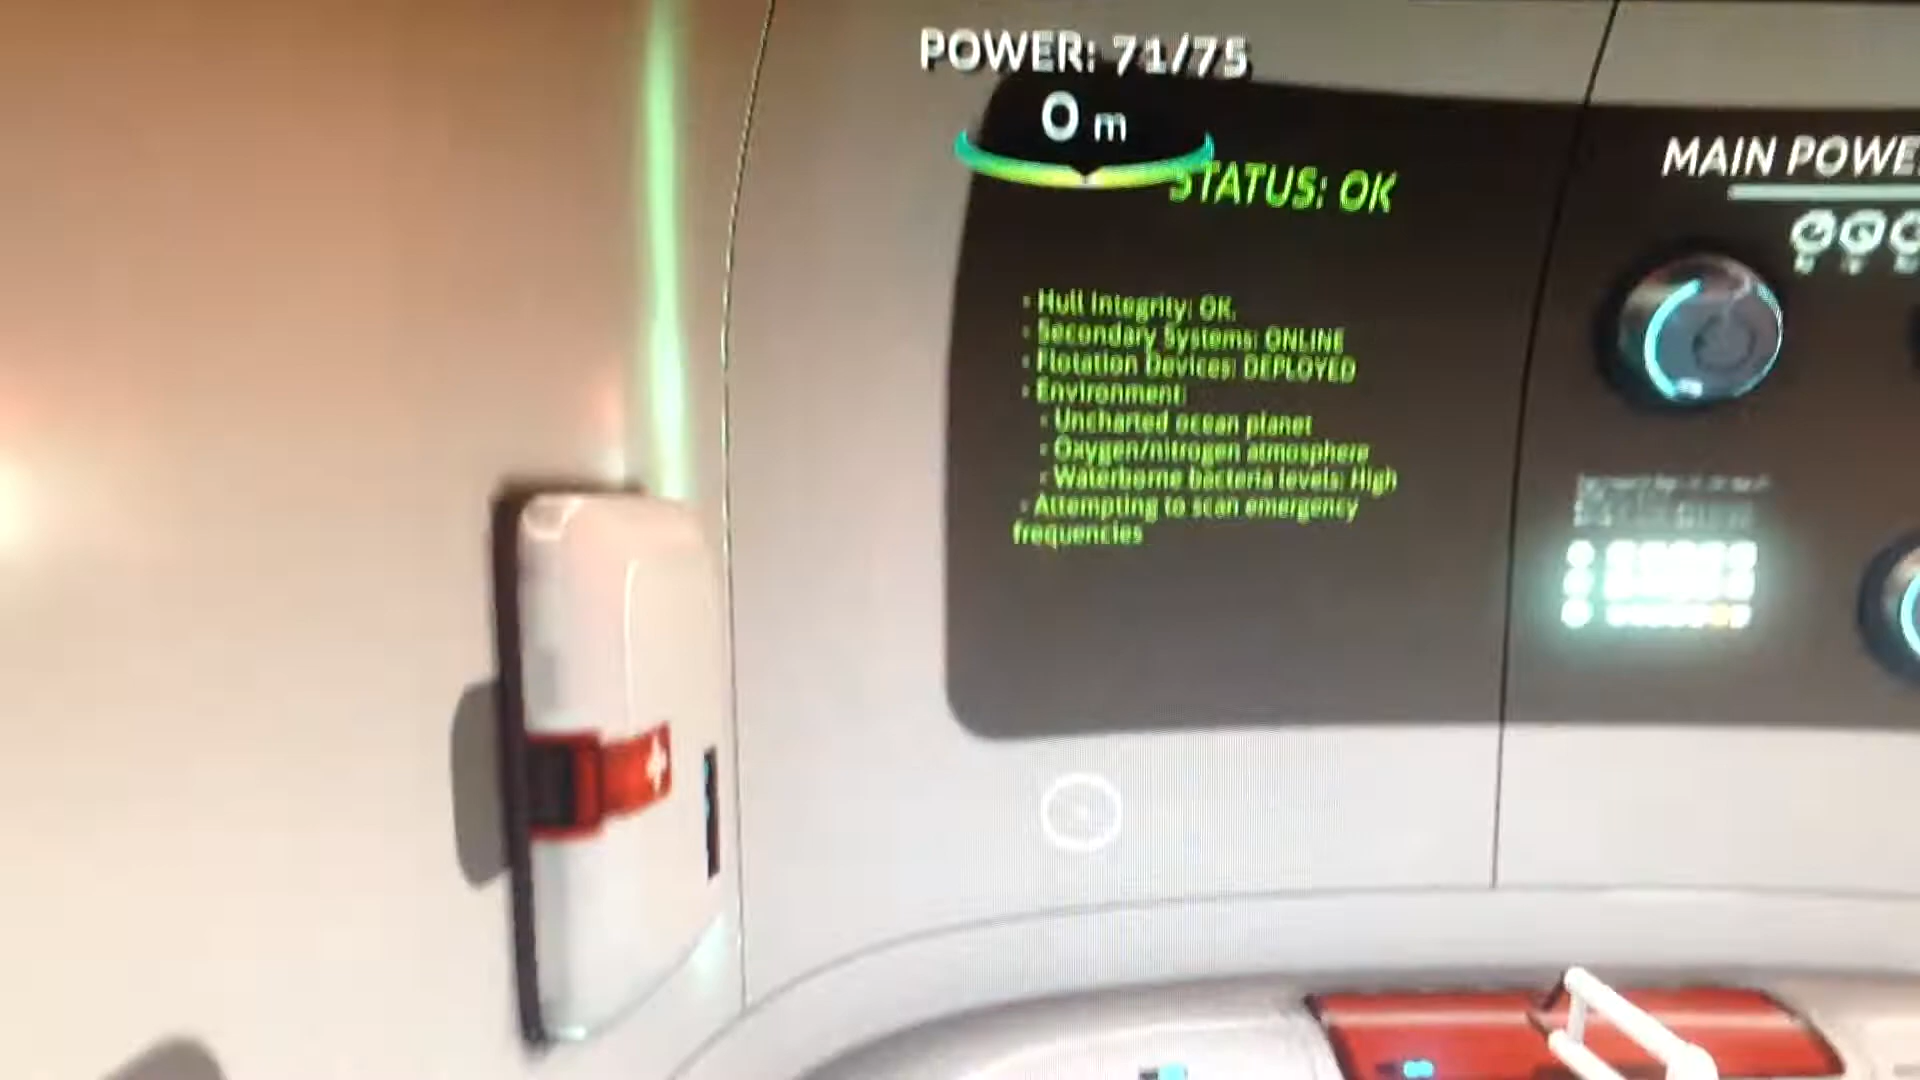 POWER: 71/75
0 m
STATUS: OK
MAIN POWE
- Hull Integrity: OK.
- Secondary Systems: ONLINE
- Flotation Devices: DEPLOYED
- Environment:
- Uncharted ocean planet
- Oxygen/nitrogen atmosphere
- Waterborne bacteria levels: High
- Attempting to scan emergency
frequencies